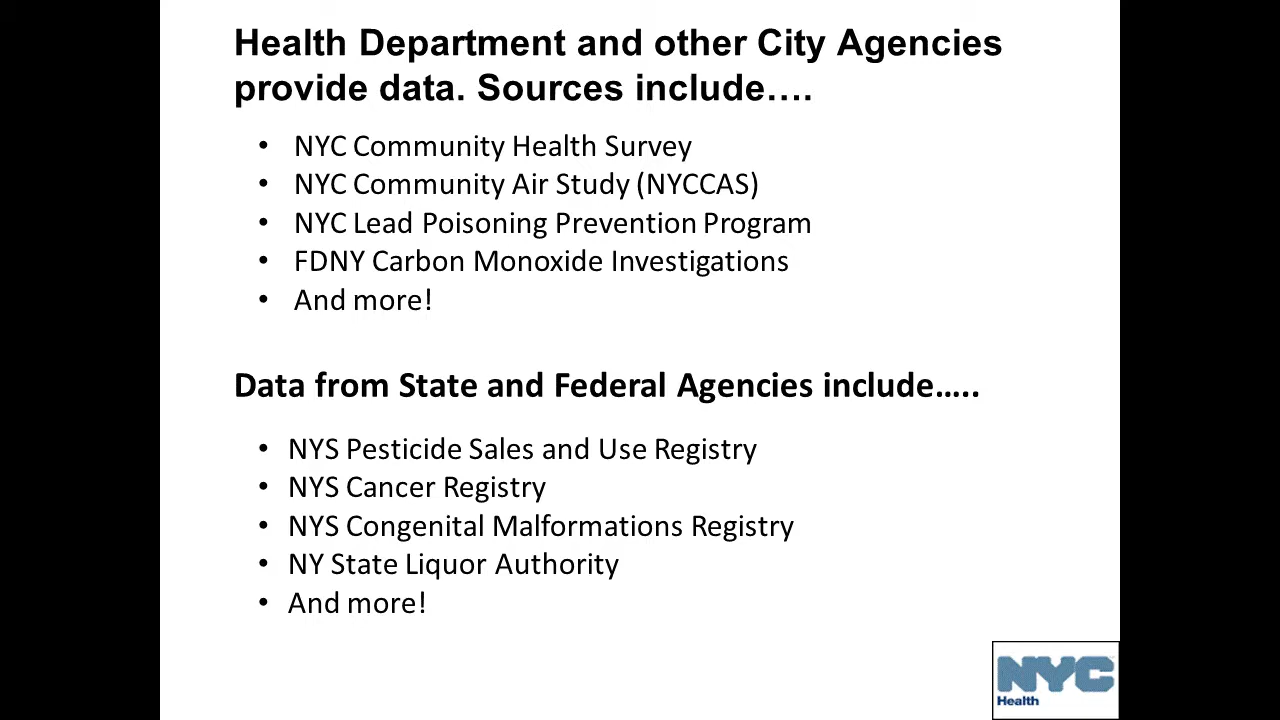 Health Department and other City Agencies
provide data. Sources include….
• NYC Community Health Survey
• NYC Community Air Study (NYCCAS)
• NYC Lead Poisoning Prevention Program
• FDNY Carbon Monoxide Investigations
• And more!
Data from State and Federal Agencies include…..
• NYS Pesticide Sales and Use Registry
• NYS Cancer Registry
• NYS Congenital Malformations Registry
• NY State Liquor Authority
• And more!
NYC
Health